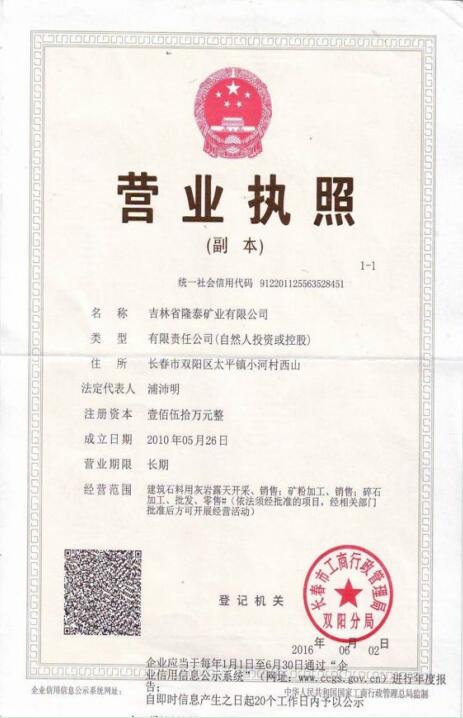 营业执照
(副 本)
1-1
统一社会信用代码 912201125563528451
名 称 吉林省隆泰矿业有限公司
类 型 有限责任公司(自然人投资或控股)
住 所 长春市双阳区太平镇小河村西山
法定代表人 浦沛明
注册资本 壹佰伍拾万元整
成立日期 2010年05月26日
营业期限 长期
经营范围 建筑石料用灰岩露天开采、销售；矿粉加工、销售；碎石
加工、批发、零售#（依法须经批准的项目，经相关部门
批准后方可开展经营活动）
长春市工商行政管理局
双阳分局
登记机关
2016 年 06 月 02 日
企业应当于每年1月1日至6月30日通过“企
业信用信息公示系统”（网址：www.ccgs.gov.cn）进行年度报
告；
企业信用信息公示系统网址：
中华人民共和国国家工商行政管理总局监制
自即时信息产生之日起20个工作日内予以公示